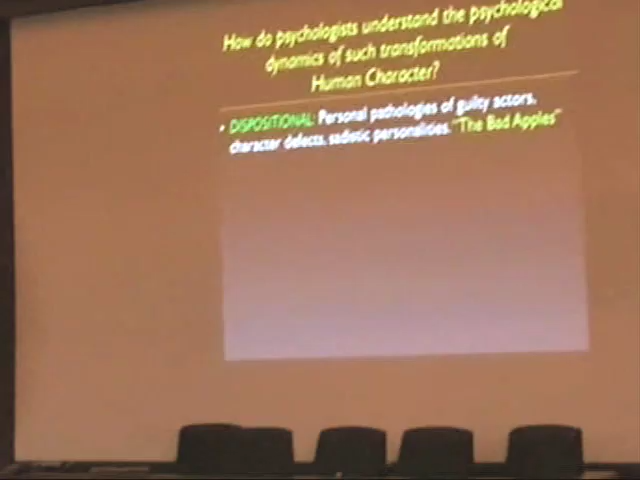 How do psychologists understand the psychological
dynamics of such transformations of
Human Character?
• DISPOSITIONAL: Personal pathologies of guilty actors,
character defects, sadistic personalities. "The Bad Apples"